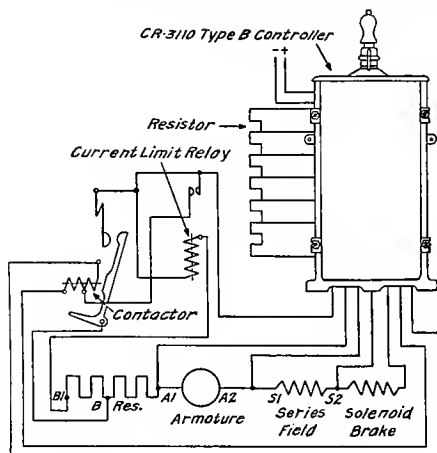 CR-3110 Type B Controller
- +
Resistor
Current Limit Relay
Contactor
B1
B
Res.
A1
A2
Armature
S1
S2
Series
Field
Solenoid
Brake